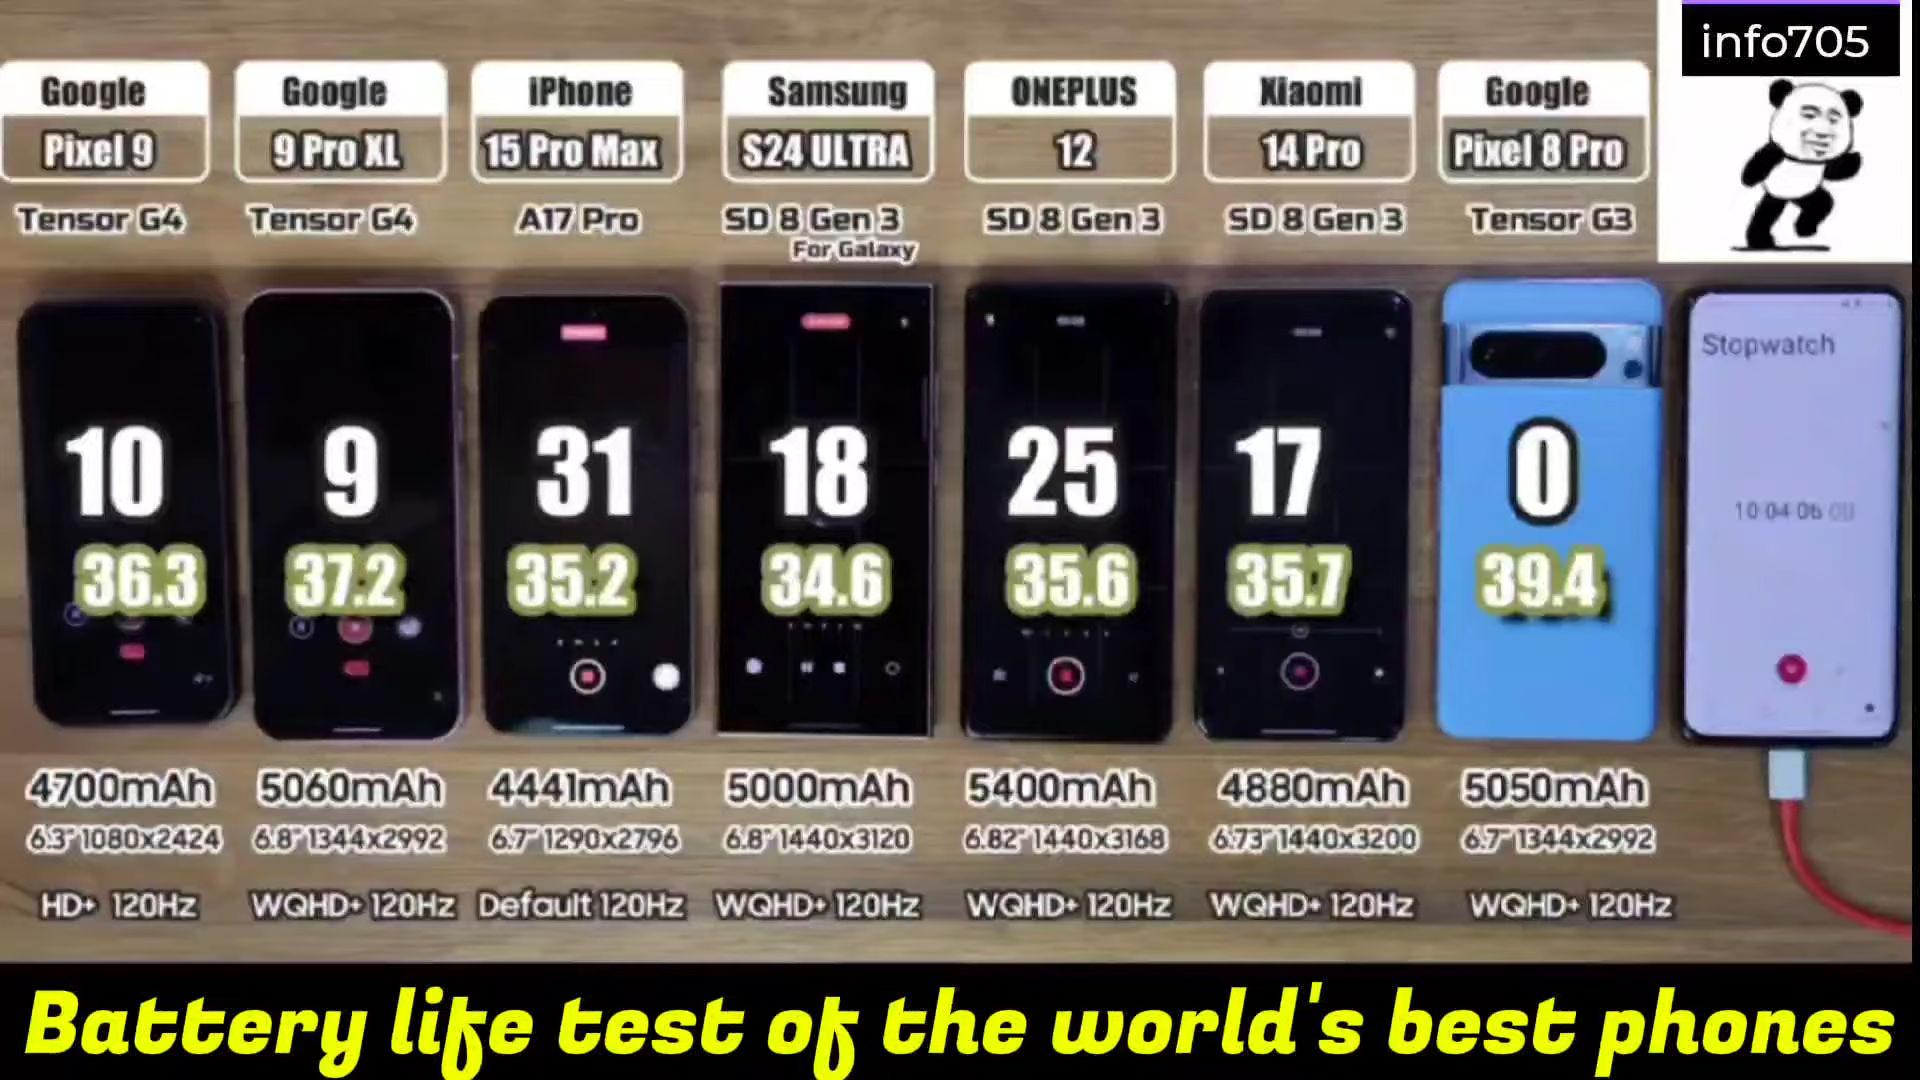 info705
Google
Pixel 9
Tensor G4
Google
9 Pro XL
Tensor G4
iPhone
15 Pro Max
A17 Pro
Samsung
S24 ULTRA
SD 8 Gen 3
For Galaxy
ONEPLUS
12
SD 8 Gen 3
Xiaomi
14 Pro
SD 8 Gen 3
Google
Pixel 8 Pro
Tensor G3
10
36.3
9
37.2
31
35.2
18
34.6
25
35.6
17
35.7
0
39.4
Stopwatch
10 04 06
4700mAh
6.3"1080x2424
HD+ 120Hz
5060mAh
6.8"1344x2992
WQHD+ 120Hz
4441mAh
6.7"1290x2796
Default 120Hz
5000mAh
6.8"1440x3120
WQHD+ 120Hz
5400mAh
6.82"1440x3168
WQHD+ 120Hz
4880mAh
6.73"1440x3200
WQHD+ 120Hz
5050mAh
6.7"1344x2992
WQHD+ 120Hz
Battery life test of the world's best phones